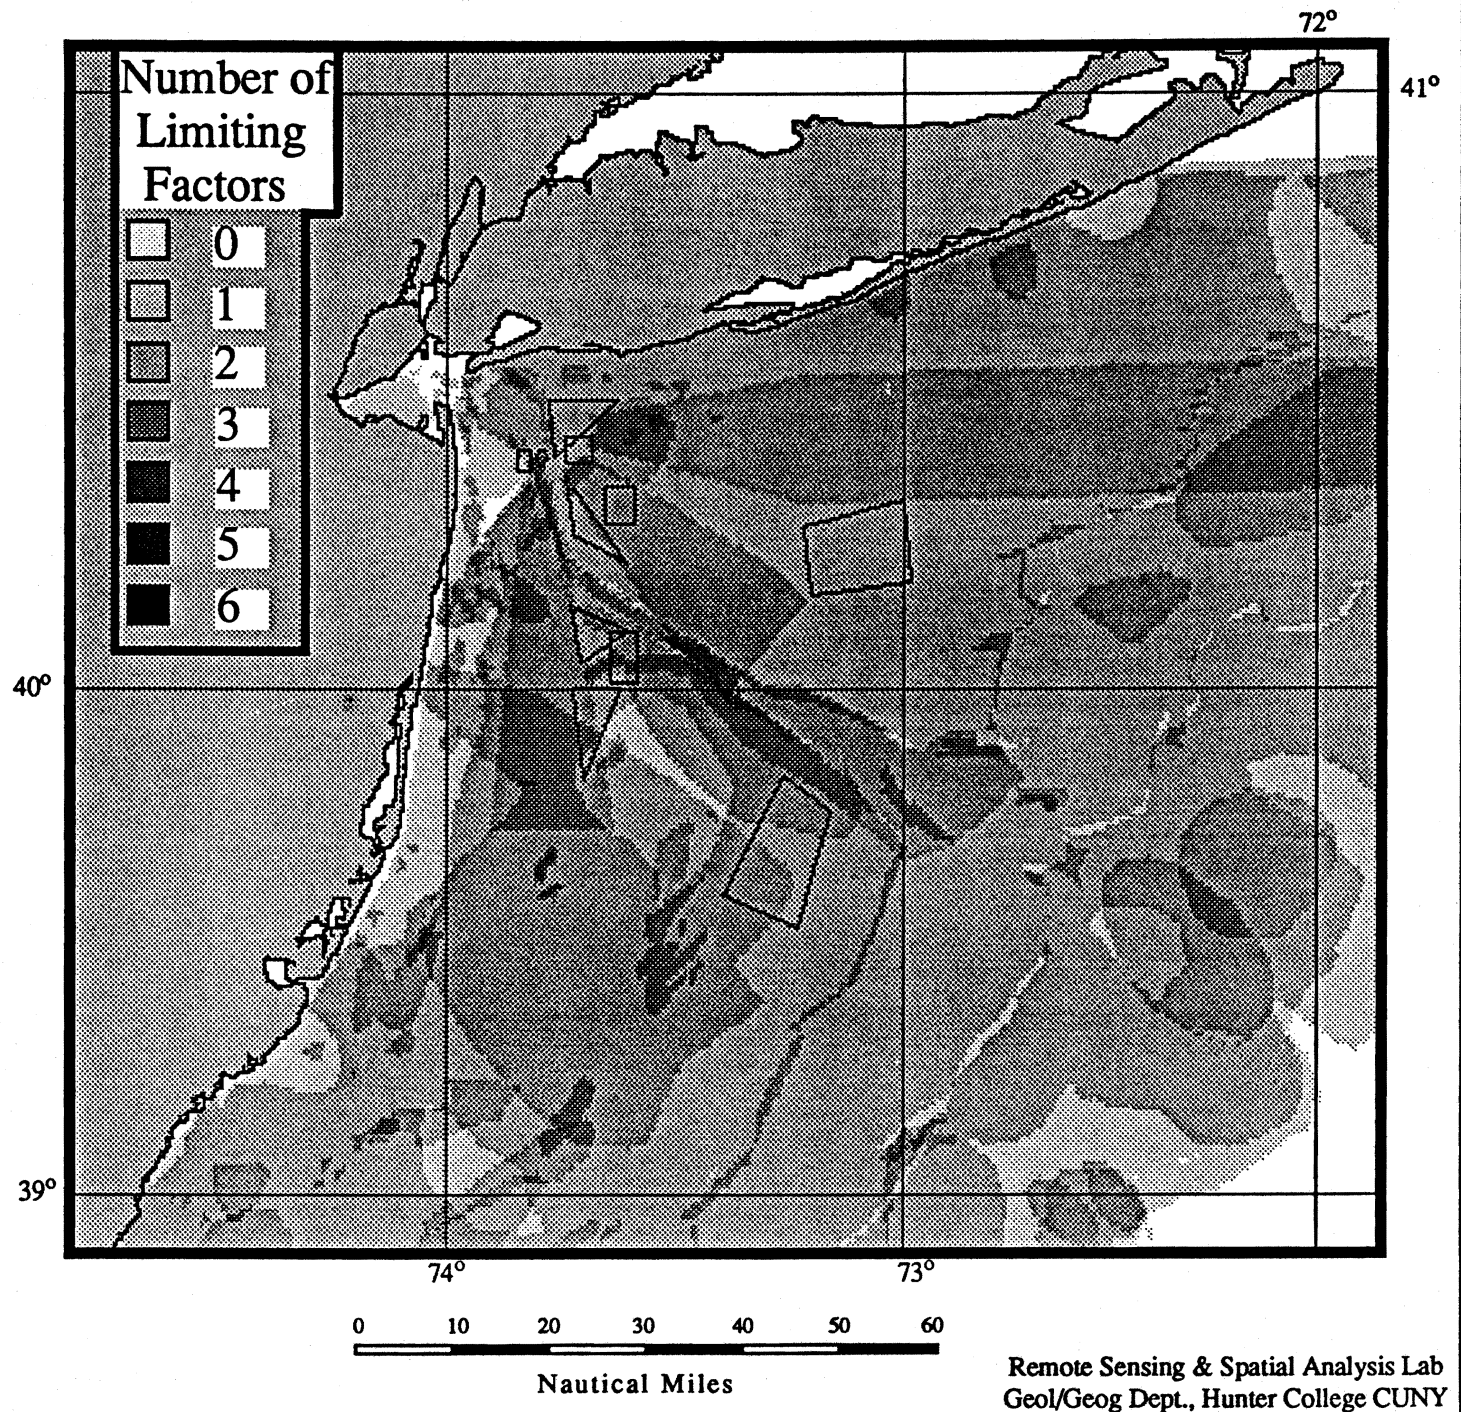 72°
Number of
Limiting
Factors
0
1
2
3
4
5
6
41°
40°
39°
74°
73°
0 10 20 30 40 50 60
Nautical Miles
Remote Sensing & Spatial Analysis Lab
Geol/Geog Dept., Hunter College CUNY